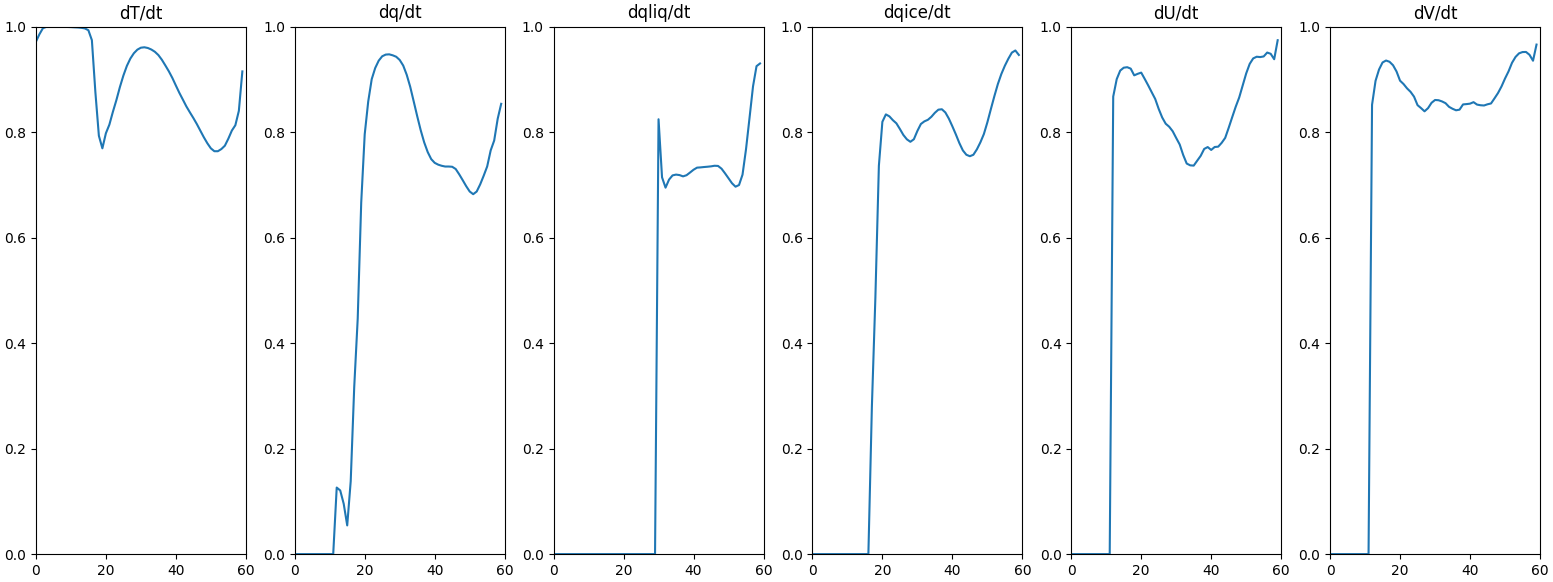 dT/dt dq/dt dqliq/dt dqice/dt dU/dt dV/dt
1.0 1.0 1.0 1.0 1.0 1.0
0.8 0.8 0.8 0.8 0.8 0.8
0.6 0.6 0.6 0.6 0.6 0.6
0.4 0.4 0.4 0.4 0.4 0.4
0.2 0.2 0.2 0.2 0.2 0.2
0.0 0.0 0.0 0.0 0.0 0.0
0 20 40 60 0 20 40 60 0 20 40 60 0 20 40 60 0 20 40 60 0 20 40 60